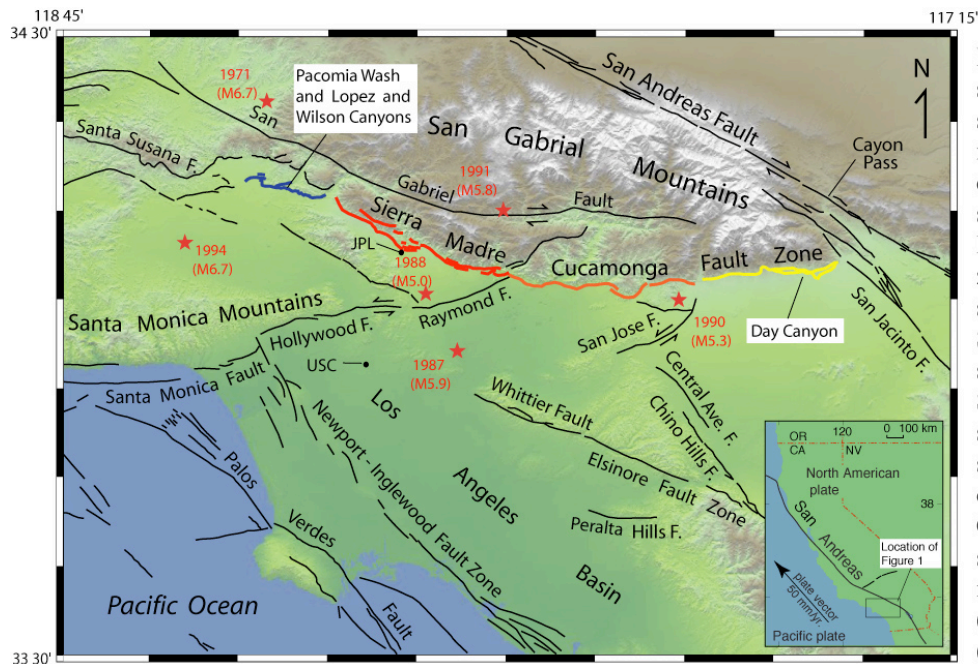 118 45'
117 15'
34 30'
33 30'
1971
(M6.7)
Pacomia Wash
and Lopez and
Wilson Canyons
San Andreas Fault
N
Cayon
Pass
San Gabrial
Mountains
San
Gabriel
Fault
Santa Susana F.
1991
(M5.8)
Sierra
Madre
JPL
1994
(M6.7)
1988
(M5.0)
Cucamonga
Fault Zone
Day Canyon
San Jacinto F.
Santa Monica Mountains
Hollywood F.
Raymond F.
San Jose F.
1990
(M5.3)
USC
1987
(M5.9)
Santa Monica Fault
Los
Angeles
Basin
Whittier Fault
Central Ave. F.
Chino Hills F.
Elsinore Fault Zone
Newport - Inglewood Fault Zone
Peralta Hills F.
Palos
Verdes
Fault
Pacific Ocean
120
0 100 km
OR
CA
NV
North American
plate
38
San Andreas
Location of
Figure 1
plate vector
50 mm/yr.
Pacific plate